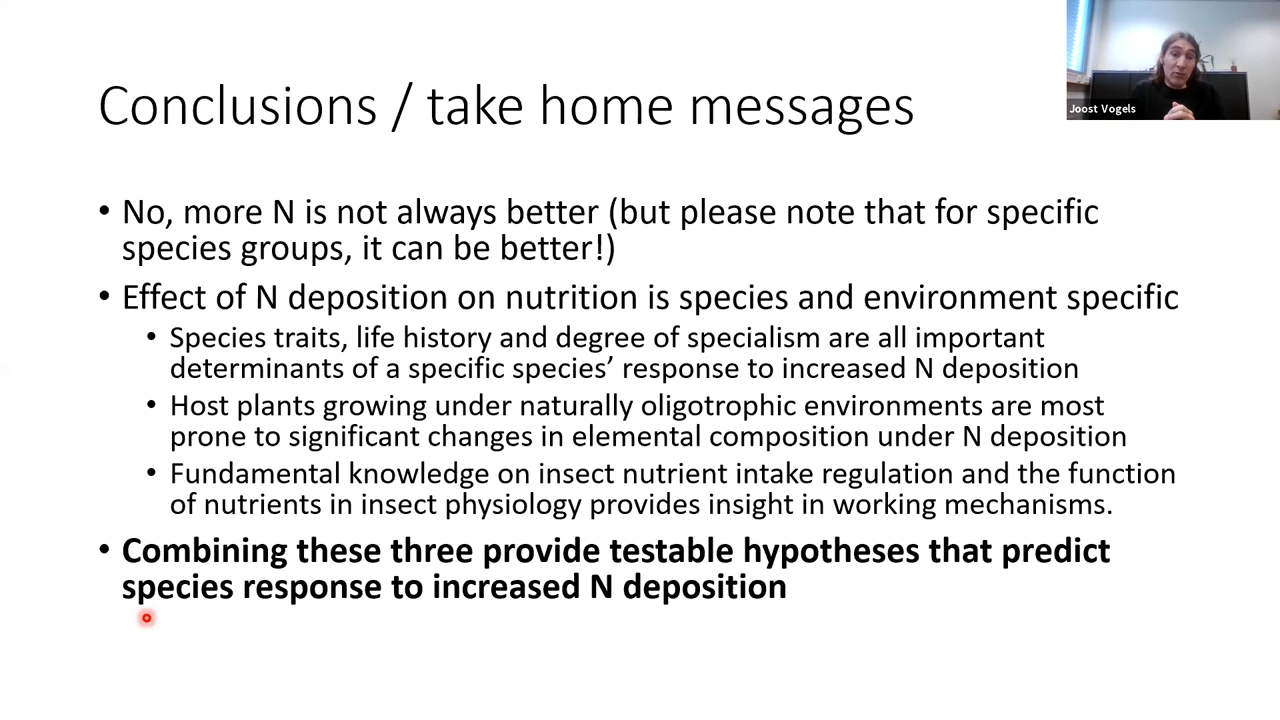 Conclusions / take home messages
Joost Vogels
• No, more N is not always better (but please note that for specific
species groups, it can be better!)
• Effect of N deposition on nutrition is species and environment specific
• Species traits, life history and degree of specialism are all important
determinants of a specific species’ response to increased N deposition
• Host plants growing under naturally oligotrophic environments are most
prone to significant changes in elemental composition under N deposition
• Fundamental knowledge on insect nutrient intake regulation and the function
of nutrients in insect physiology provides insight in working mechanisms.
• Combining these three provide testable hypotheses that predict
species response to increased N deposition